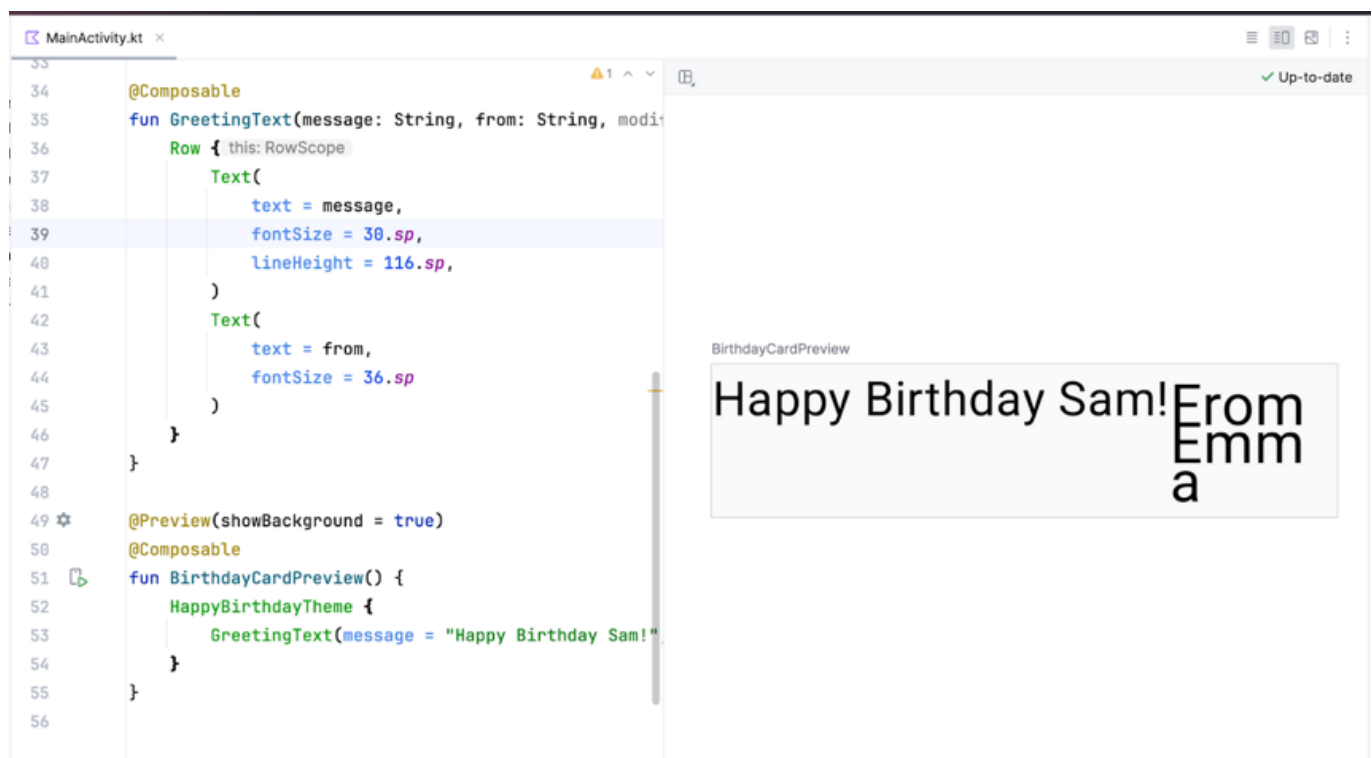 MainActivity.kt
1
Up-to-date
33
34 @Composable
35 fun GreetingText(message: String, from: String, modi
36 Row { this: RowScope
37 Text(
38 text = message,
39 fontSize = 30.sp,
40 lineHeight = 116.sp,
41 )
42 Text(
43 text = from,
44 fontSize = 36.sp
45 )
46 }
47 }
48
49 @Preview(showBackground = true)
50 @Composable
51 fun BirthdayCardPreview() {
52 HappyBirthdayTheme {
53 GreetingText(message = "Happy Birthday Sam!"
54 }
55 }
56
BirthdayCardPreview
Happy Birthday Sam!
From
Emm
a